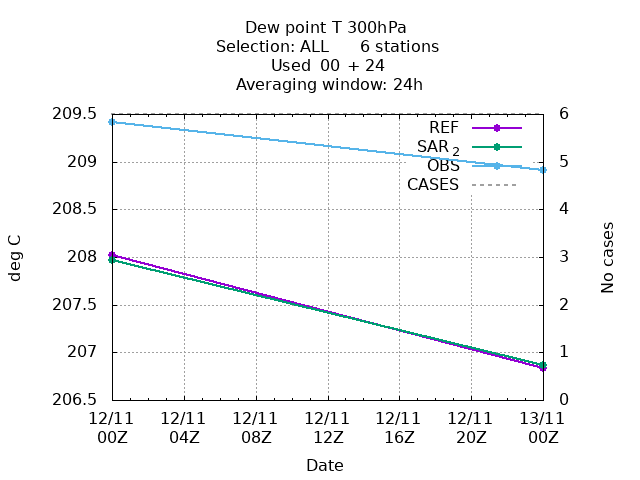 Dew point T 300hPa
Selection: ALL 6 stations
Used 00 + 24
Averaging window: 24h
209.5
209
208.5
208
207.5
207
206.5
deg C
6
5
4
3
2
1
0
No cases
REF
SAR 2
OBS
CASES
12/11 12/11 12/11 12/11 12/11 12/11 13/11
00Z 04Z 08Z 12Z 16Z 20Z 00Z
Date